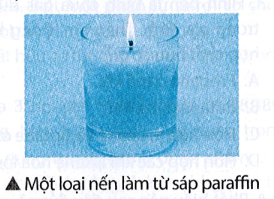 ▲ Một loại nến làm từ sáp paraffin